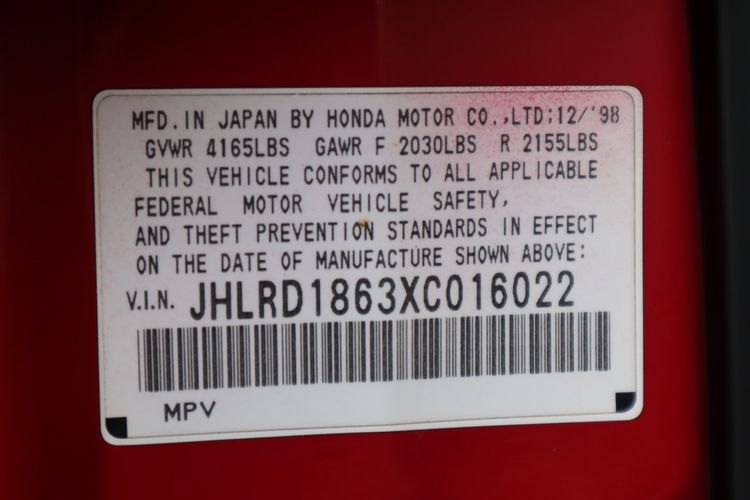 MFD. IN JAPAN BY HONDA MOTOR CO.,LTD:12/'98
GVWR 4165LBS GAWR F 2030LBS R 2155LBS
THIS VEHICLE CONFORMS TO ALL APPLICABLE
FEDERAL MOTOR VEHICLE SAFETY,
AND THEFT PREVENTION STANDARDS IN EFFECT
ON THE DATE OF MANUFACTURE SHOWN ABOVE:
V.I.N. JHLRD1863XC016022
MPV